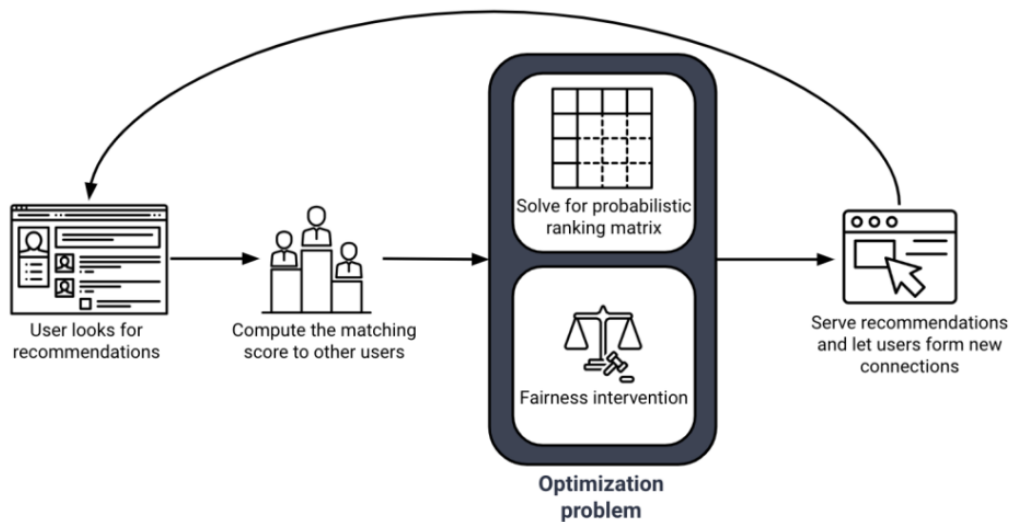 User looks for
recommendations
Compute the matching
score to other users
Solve for probabilistic
ranking matrix
Fairness intervention
Optimization
problem
Serve recommendations
and let users form new
connections